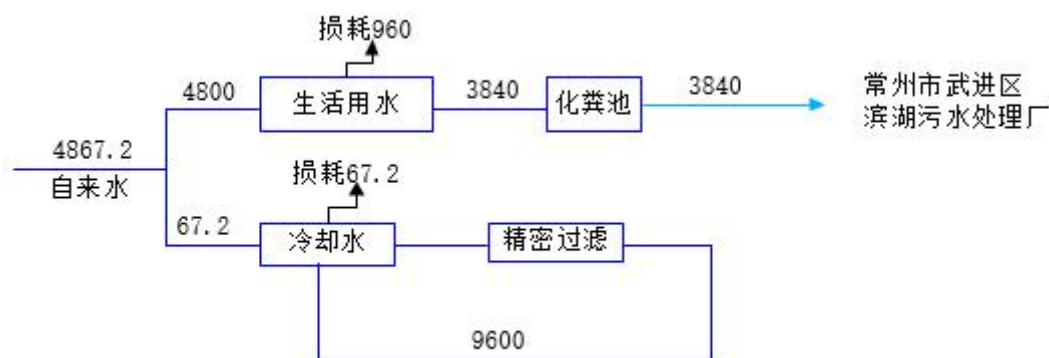 损耗960
4800
生活用水
3840
化粪池
3840
常州市武进区
滨湖污水处理厂
4867.2
自来水
损耗67.2
67.2
冷却水
精密过滤
9600